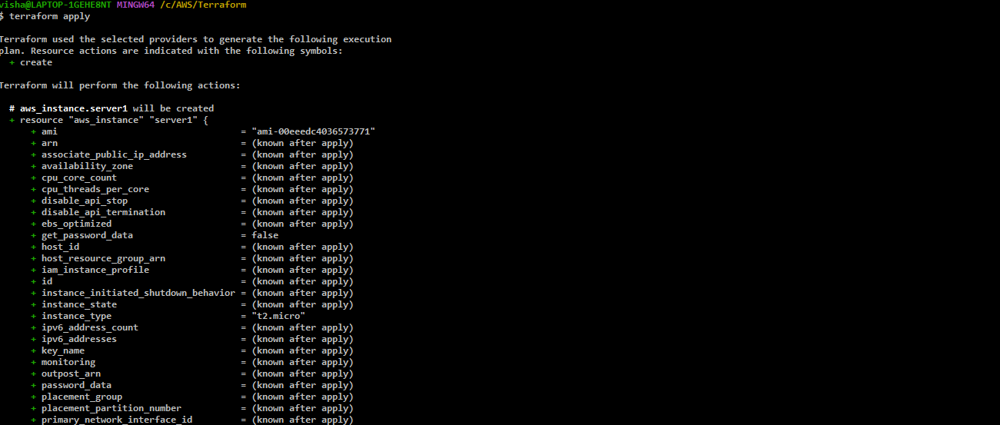 visha@LAPTOP-1GEHE8NT MINGW64 /c/AWS/Terraform
$ terraform apply
Terraform used the selected providers to generate the following execution
plan. Resource actions are indicated with the following symbols:
+ create
Terraform will perform the following actions:
# aws_instance.server1 will be created
+ resource "aws_instance" "server1" {
+ ami = "ami-00eeedc4036573771"
+ arn = (known after apply)
+ associate_public_ip_address = (known after apply)
+ availability_zone = (known after apply)
+ cpu_core_count = (known after apply)
+ cpu_threads_per_core = (known after apply)
+ disable_api_stop = (known after apply)
+ disable_api_termination = (known after apply)
+ ebs_optimized = (known after apply)
+ get_password_data = false
+ host_id = (known after apply)
+ host_resource_group_arn = (known after apply)
+ iam_instance_profile = (known after apply)
+ id = (known after apply)
+ instance_initiated_shutdown_behavior = (known after apply)
+ instance_state = (known after apply)
+ instance_type = "t2.micro"
+ ipv6_address_count = (known after apply)
+ ipv6_addresses = (known after apply)
+ key_name = (known after apply)
+ monitoring = (known after apply)
+ outpost_arn = (known after apply)
+ password_data = (known after apply)
+ placement_group = (known after apply)
+ placement_partition_number = (known after apply)
+ primary_network_interface_id = (known after apply)